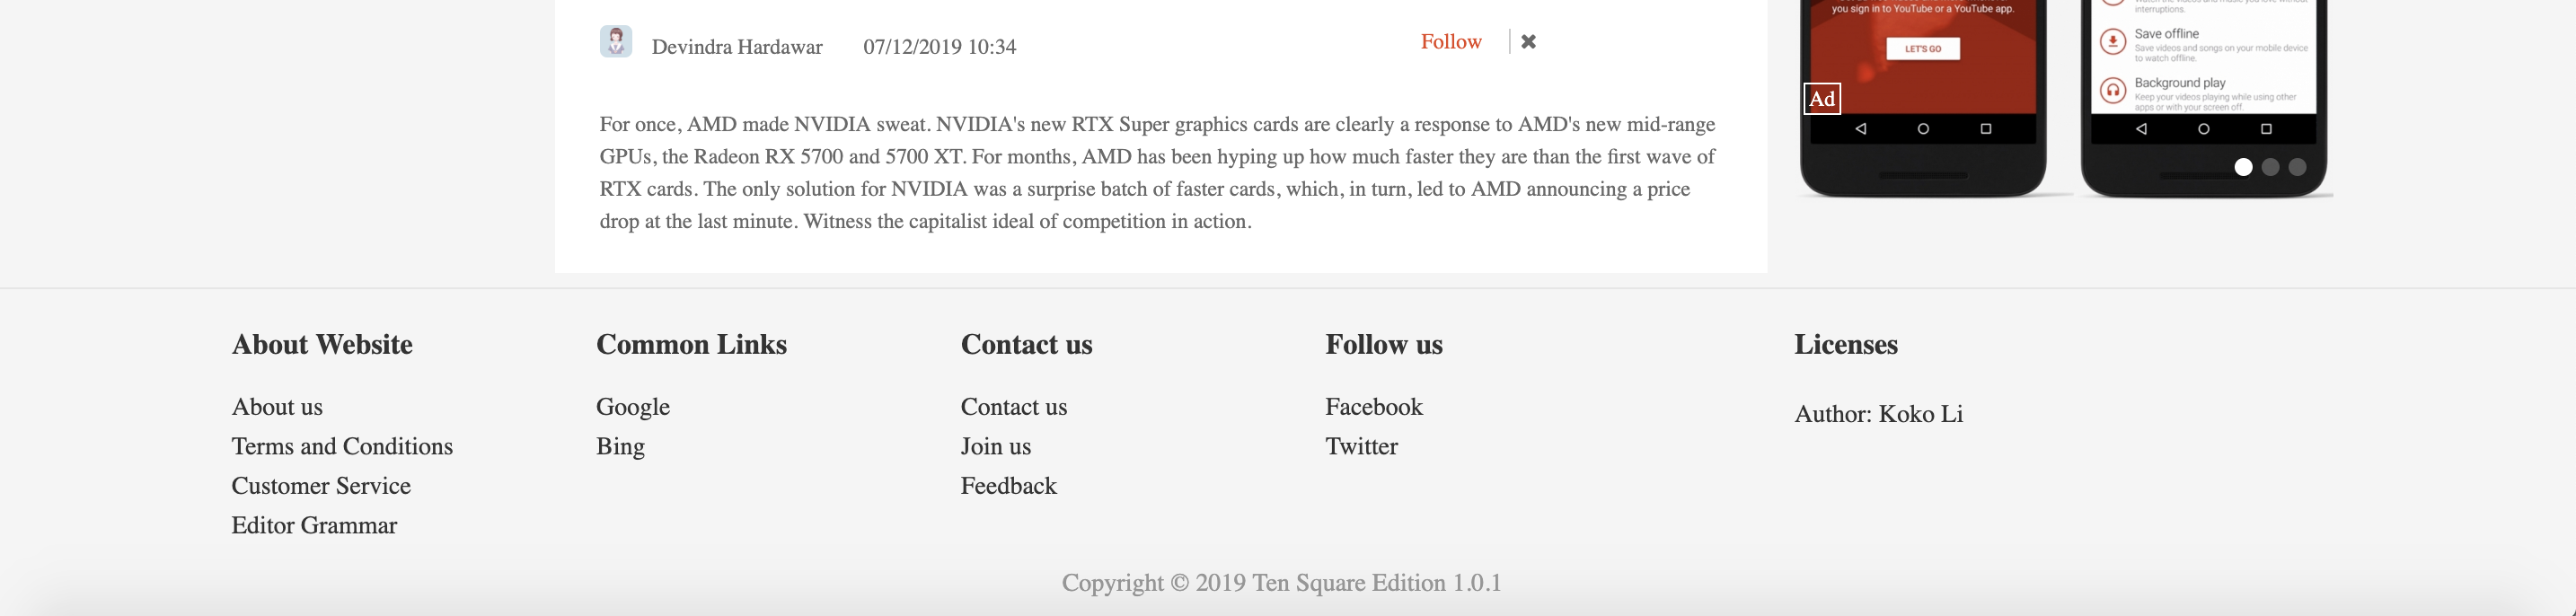 Devindra Hardawar 07/12/2019 10:34 Follow
For once, AMD made NVIDIA sweat. NVIDIA's new RTX Super graphics cards are clearly a response to AMD's new mid-range
GPUs, the Radeon RX 5700 and 5700 XT. For months, AMD has been hyping up how much faster they are than the first wave of
RTX cards. The only solution for NVIDIA was a surprise batch of faster cards, which, in turn, led to AMD announcing a price
drop at the last minute. Witness the capitalist ideal of competition in action.
you sign in to YouTube or a YouTube app.
LET'S GO
Ad
interruptions.
Save offline
Save videos and songs on your mobile device
to watch offline.
Background play
Keep your videos playing while using other
apps or with your screen off.
About Website
About us
Terms and Conditions
Customer Service
Editor Grammar
Common Links
Google
Bing
Contact us
Contact us
Join us
Feedback
Follow us
Facebook
Twitter
Licenses
Author: Koko Li
Copyright © 2019 Ten Square Edition 1.0.1